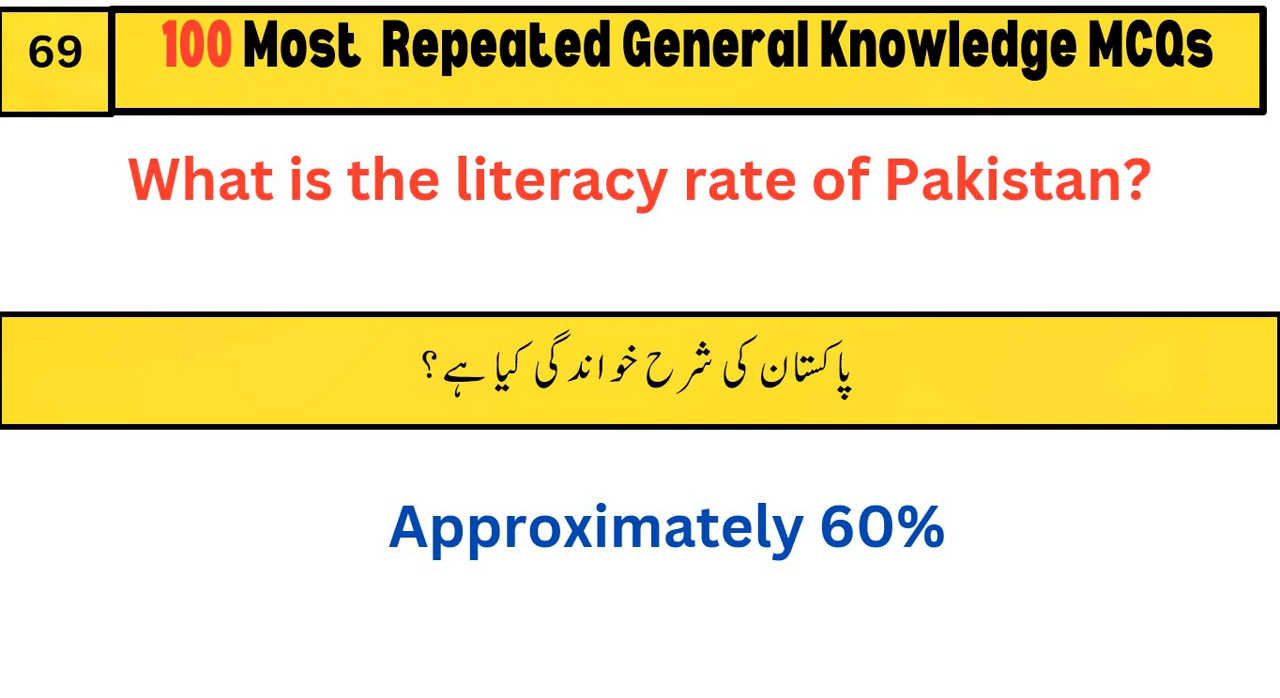 69
100 Most Repeated General Knowledge MCQs
What is the literacy rate of Pakistan?
پاکستان کی شرح خواندگی کیا ہے ؟
Approximately 60%